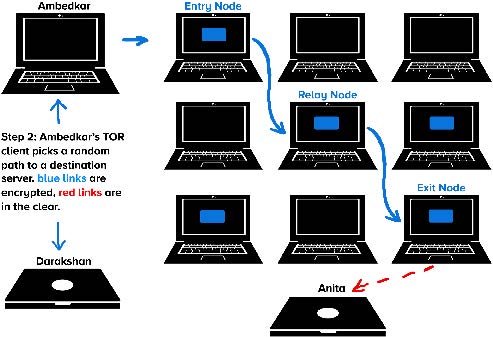 Ambedkar
Entry Node
Relay Node
Step 2: Ambedkar's TOR
client picks a random
path to a destination
server. blue links are
encrypted, red links are
in the clear.
Exit Node
Darakshan
Anita